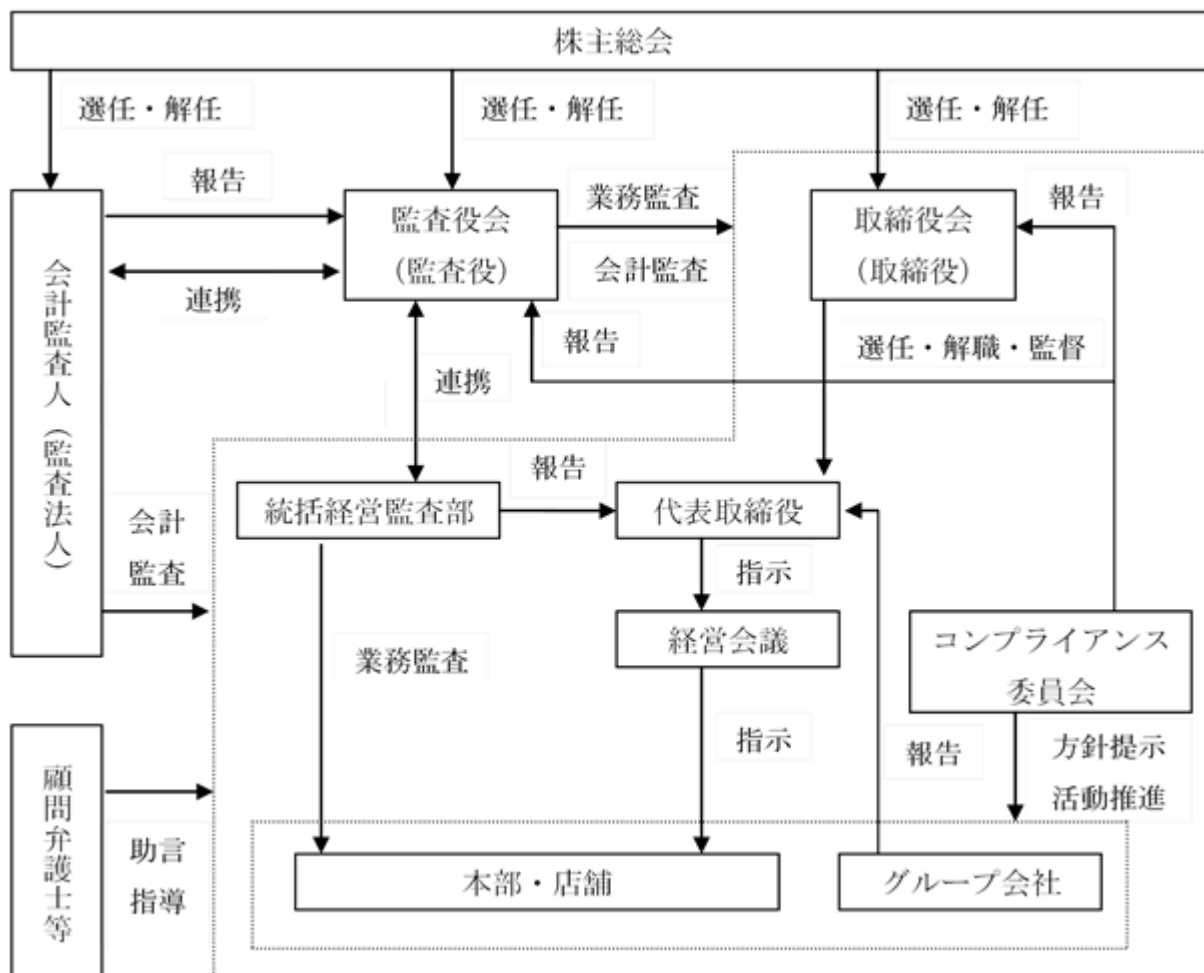 株主総会
選任・解任
選任・解任
選任・解任
報告
業務監査
報告
監査役会
(監査役)
取締役会
(取締役)
会計監査
連携
会計監査人(監査法人)
報告
選任・解職・監督
連携
報告
統括経営監査部
代表取締役
会計
監査
指示
経営会議
コンプライアンス
委員会
業務監査
指示
報告
方針提示
活動推進
顧問弁護士等
助言
指導
本部・店舗
グループ会社